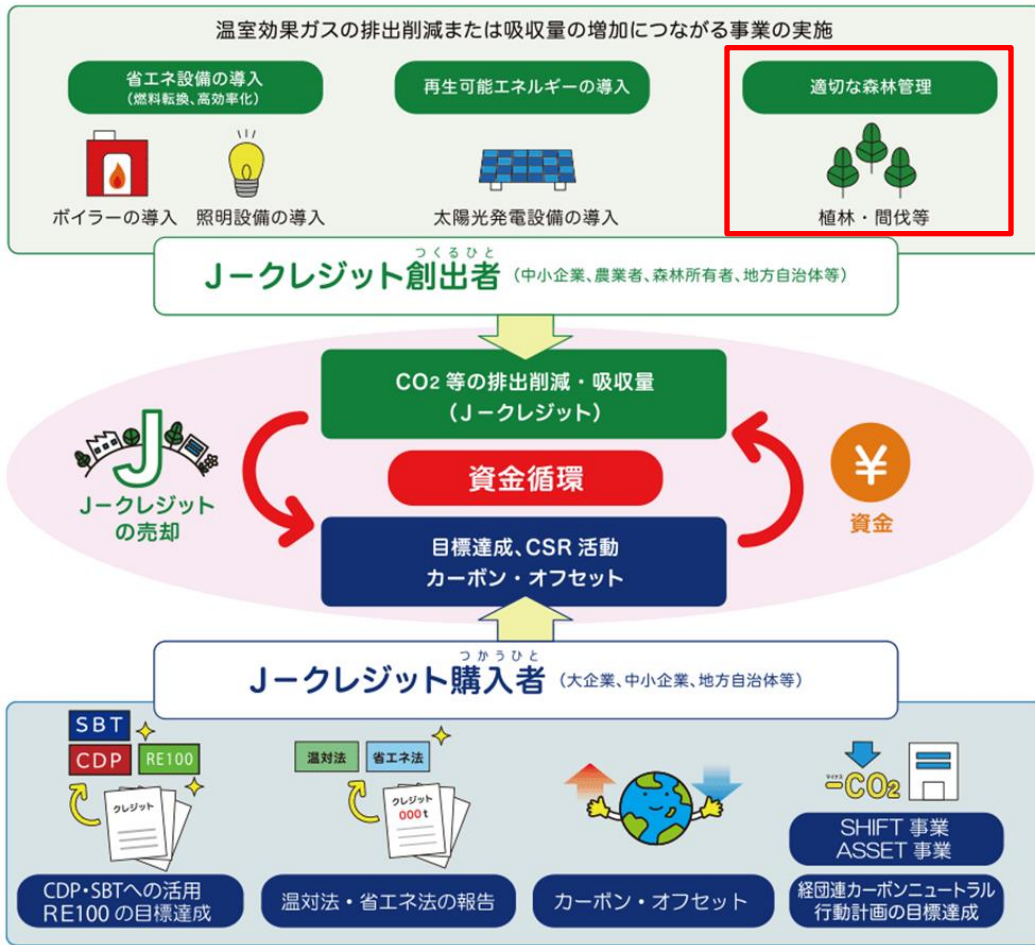 温室効果ガスの排出削減または吸収量の増加につながる事業の実施
省エネ設備の導入
(燃料転換、高効率化)
再生可能エネルギーの導入
適切な森林管理
ボイラーの導入
照明設備の導入
太陽光発電設備の導入
植林・間伐等
つくるひと
Jークレジット創出者(中小企業、農業者、森林所有者、地方自治体等)
CO2 等の排出削減・吸収量
(Jークレジット)
J
Jークレジット
の売却
資金循環
¥
資金
目標達成、CSR 活動
カーボン・オフセット
つかうひと
Jークレジット購入者(大企業、中小企業、地方自治体等)
SBT
CDP
RE100
クレジット
CDP・SBTへの活用
RE100 の目標達成
温対法
省エネ法
クレジット
000t
温対法・省エネ法の報告
カーボン・オフセット
マイナス
-CO2
SHIFT 事業
ASSET 事業
経団連カーボンニュートラル
行動計画の目標達成